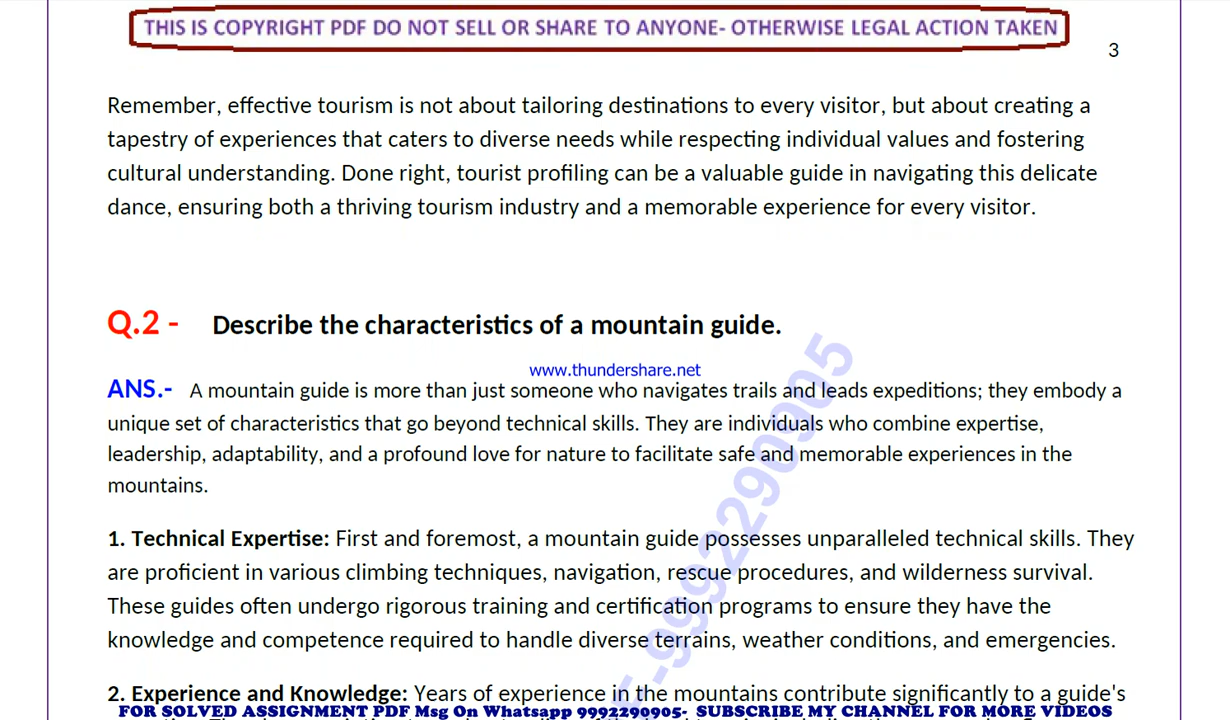 THIS IS COPYRIGHT PDF DO NOT SELL OR SHARE TO ANYONE- OTHERWISE LEGAL ACTION TAKEN
3
Remember, effective tourism is not about tailoring destinations to every visitor, but about creating a
tapestry of experiences that caters to diverse needs while respecting individual values and fostering
cultural understanding. Done right, tourist profiling can be a valuable guide in navigating this delicate
dance, ensuring both a thriving tourism industry and a memorable experience for every visitor.
Q.2 - Describe the characteristics of a mountain guide.
www.thundershare.net
ANS.- A mountain guide is more than just someone who navigates trails and leads expeditions; they embody a
unique set of characteristics that go beyond technical skills. They are individuals who combine expertise,
leadership, adaptability, and a profound love for nature to facilitate safe and memorable experiences in the
mountains.
1. Technical Expertise: First and foremost, a mountain guide possesses unparalleled technical skills. They
are proficient in various climbing techniques, navigation, rescue procedures, and wilderness survival.
These guides often undergo rigorous training and certification programs to ensure they have the
knowledge and competence required to handle diverse terrains, weather conditions, and emergencies.
2. Experience and Knowledge: Years of experience in the mountains contribute significantly to a guide's
FOR SOLVED ASSIGNMENT PDF Msg On Whatsapp 9992290905- SUBSCRIBE MY CHANNEL FOR MORE VIDEOS
-9992290905